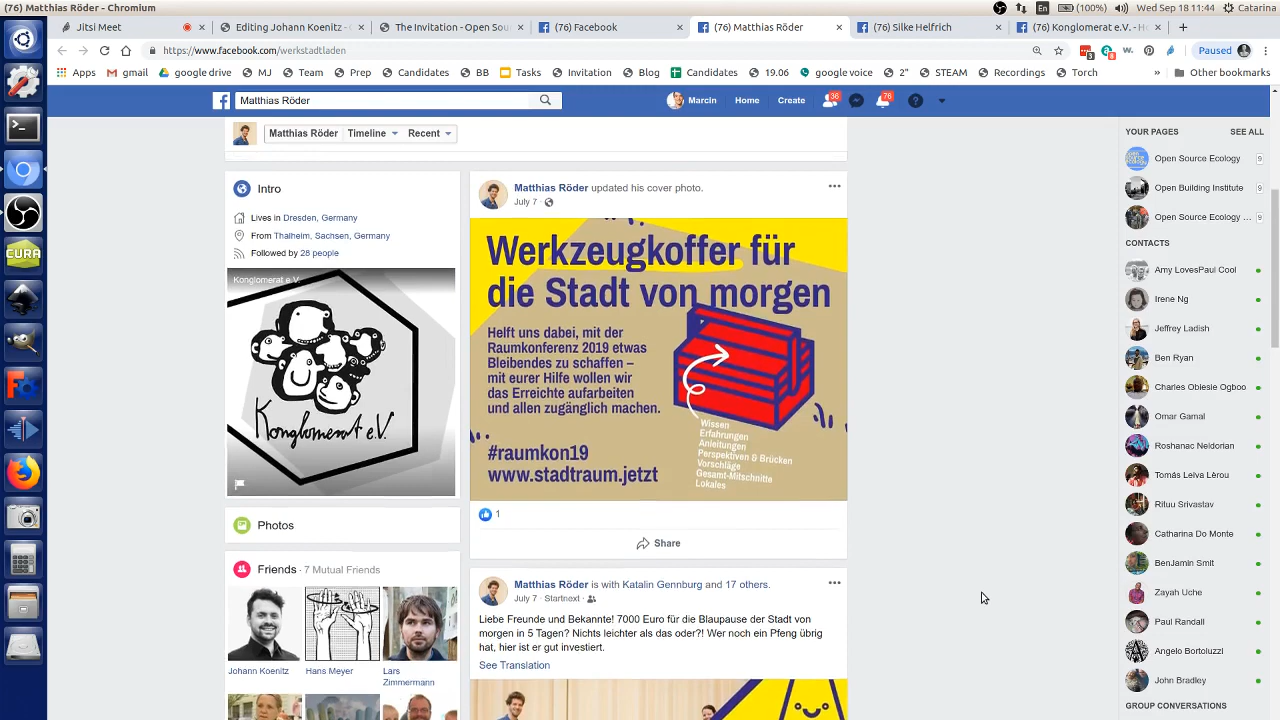 (76) Matthias Röder - Chromium
En (100%) Wed Sep 18 11:44 Catarina
Jitsi Meet
Editing Johann Koenitz -
The Invitation - Open Sou
(76) Facebook
(76) Matthias Röder
(76) Silke Helfrich
(76) Konglomerat e.V. - H
https://www.facebook.com/werkstadtladen
Paused
Apps gmail google drive MJ Team Prep Candidates BB Tasks Invitation Blog Candidates 19.06 google voice 2" STEAM Recordings Torch » Other bookmarks
Matthias Röder
Marcin Home Create 36 76
Matthias Röder Timeline Recent
Intro
Lives in Dresden, Germany
From Thalheim, Sachsen, Germany
Followed by 28 people
Konglomerat e.V.
Konglomerat e.V.
Photos
Friends · 7 Mutual Friends
Johann Koenitz
Hans Meyer
Lars
Zimmermann
Matthias Röder updated his cover photo.
July 7 ·
Werkzeugkoffer für
die Stadt von morgen
Helft uns dabei, mit der
Raumkonferenz 2019 etwas
Bleibendes zu schaffen –
mit eurer Hilfe wollen wir
das Erreichte aufarbeiten
und allen zugänglich machen.
#raumkon19
www.stadtraum.jetzt
Wissen
Erfahrungen
Anleitungen
Perspektiven & Brücken
Vorschläge
Gesamt-Mitschnitte
Lokales
1
Share
Matthias Röder is with Katalin Gennburg and 17 others.
July 7 · Startnext ·
Liebe Freunde und Bekannte! 7000 Euro für die Blaupause der Stadt von
morgen in 5 Tagen? Nichts leichter als das oder?! Wer noch ein Pfeng übrig
hat, hier ist er gut investiert.
See Translation
YOUR PAGES SEE ALL
Open Source Ecology 9
Open Building Institute 9
Open Source Ecology ... 9
CONTACTS
Amy LovesPaul Cool
Irene Ng
Jeffrey Ladish
Ben Ryan
Charles Obiesie Ogboo
Omar Gamal
Rogenac Neldorian
Tomás Leiva Lèrou
Rituu Srivastav
Catharina Do Monte
Benjamin Smit
Zayah Uche
Paul Randall
Angelo Bortoluzzi
John Bradley
GROUP CONVERSATIONS
CURA